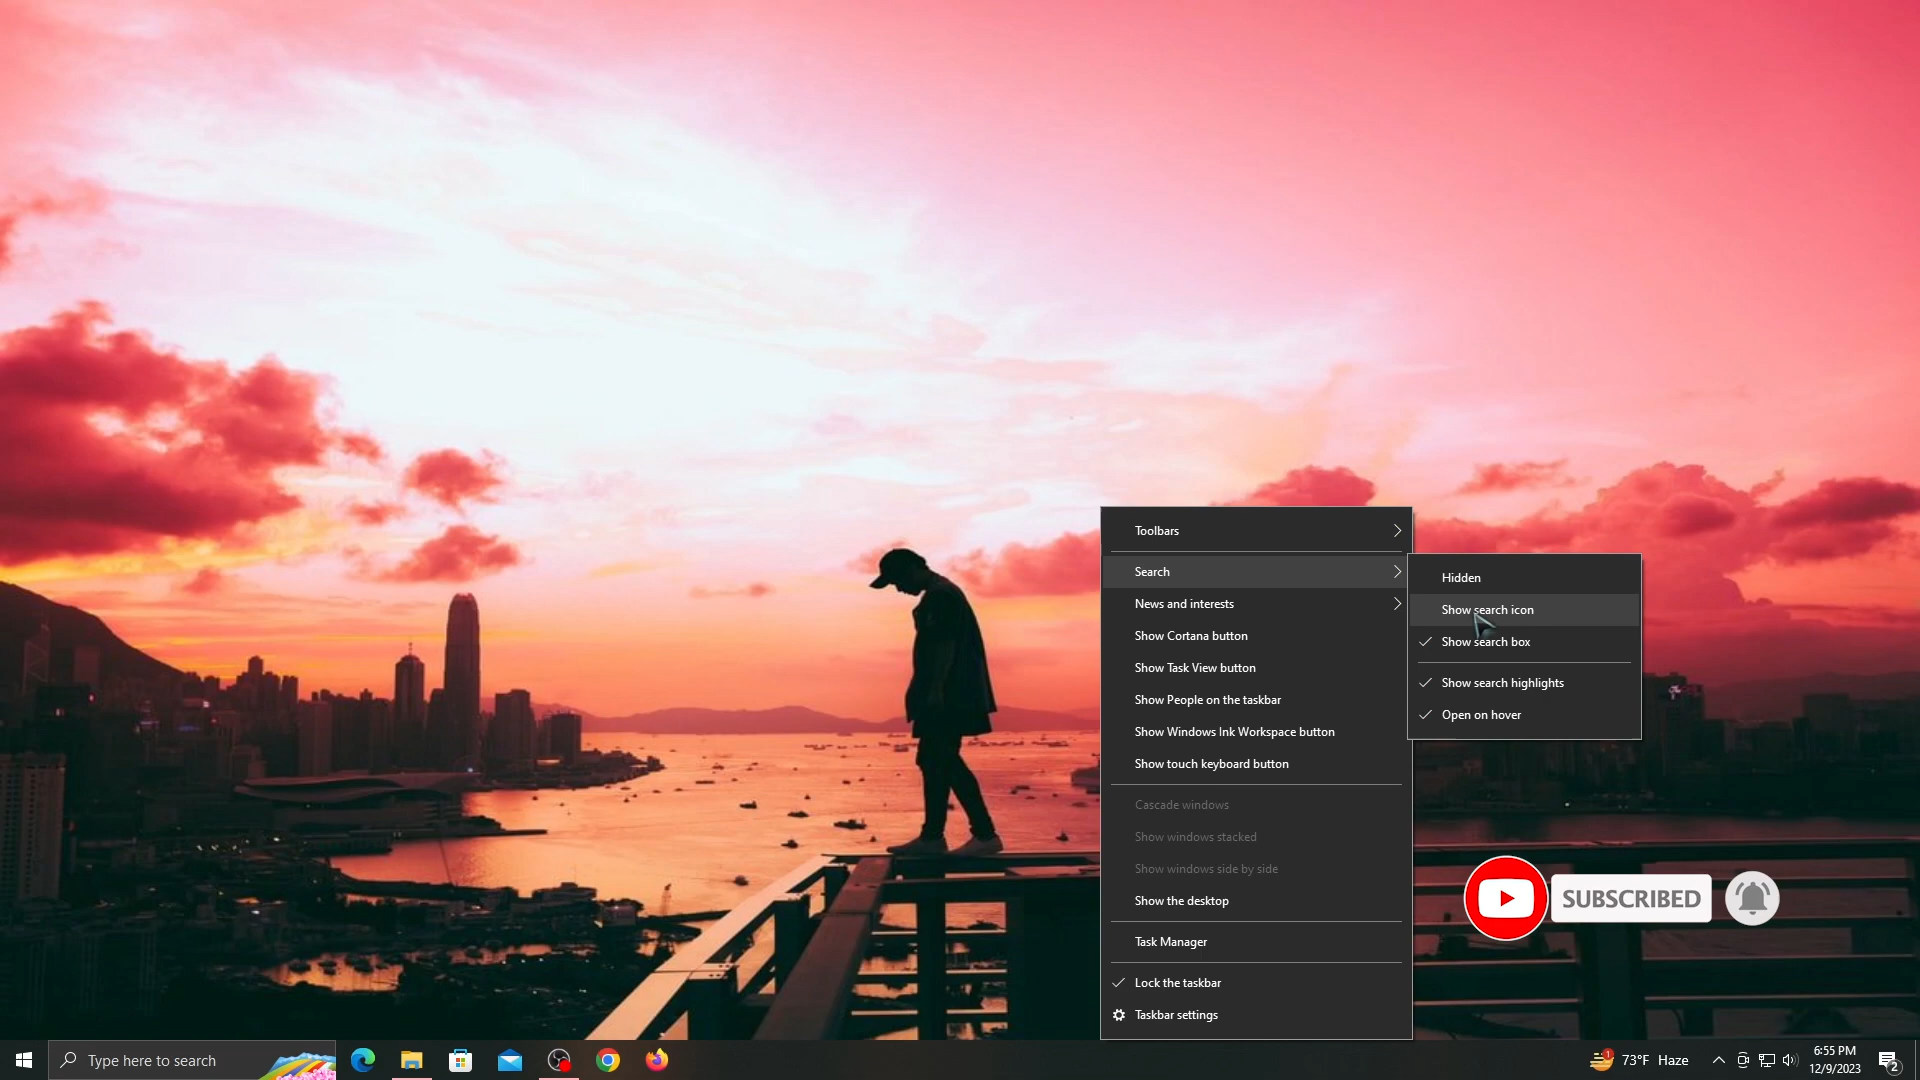 Toolbars
Search
News and interests
Show Cortana button
Show Task View button
Show People on the taskbar
Show Windows Ink Workspace button
Show touch keyboard button
Cascade windows
Show windows stacked
Show windows side by side
Show the desktop
Task Manager
Lock the taskbar
Taskbar settings
Hidden
Show search icon
Show search box
Show search highlights
Open on hover
SUBSCRIBED
Type here to search
1
73°F Haze
6:55 PM
12/9/2023
2